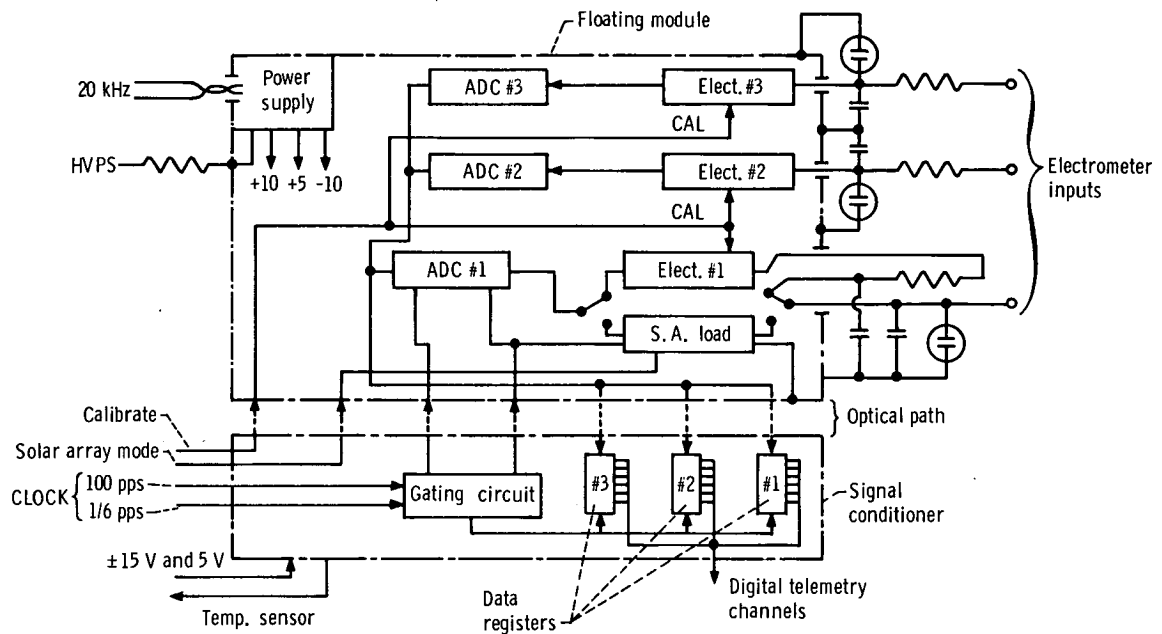 Floating module
20 kHz
Power
supply
ADC #3
Elect. #3
CAL
HVPS
+10 +5 -10
ADC #2
Elect. #2
CAL
Electrometer
inputs
ADC #1
Elect. #1
S. A. load
Optical path
Calibrate
Solar array mode
CLOCK
100 pps
1/6 pps
Gating circuit
#3
#2
#1
Signal
conditioner
±15 V and 5 V
Temp. sensor
Data
registers
Digital telemetry
channels